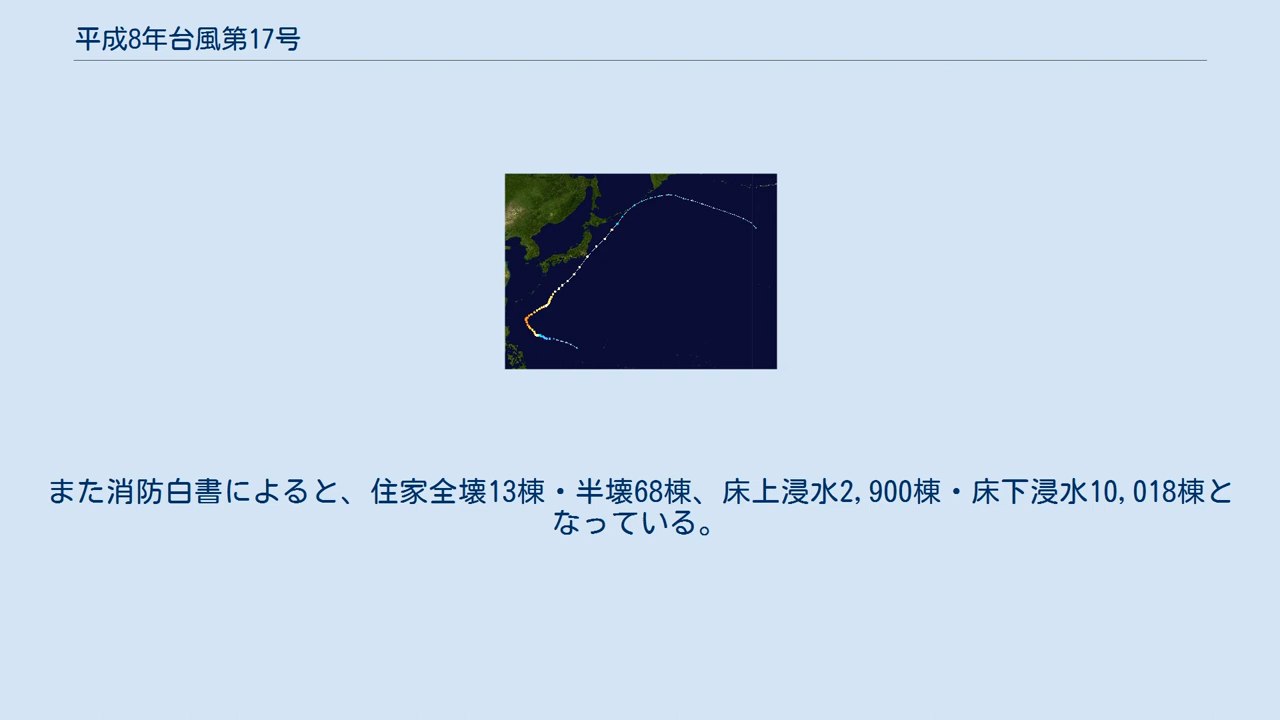 平成8年台風第17号
また消防白書によると、住家全壊13棟・半壊68棟、床上浸水2,900棟・床下浸水10,018棟と
なっている。